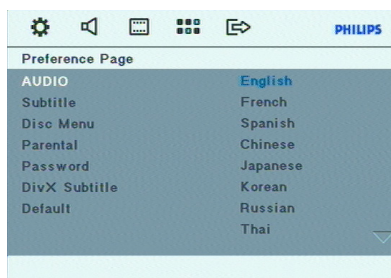 PHILIPS
Preference Page
AUDIO English
Subtitle French
Disc Menu Spanish
Parental Chinese
Password Japanese
DivX Subtitle Korean
Default Russian
Thai